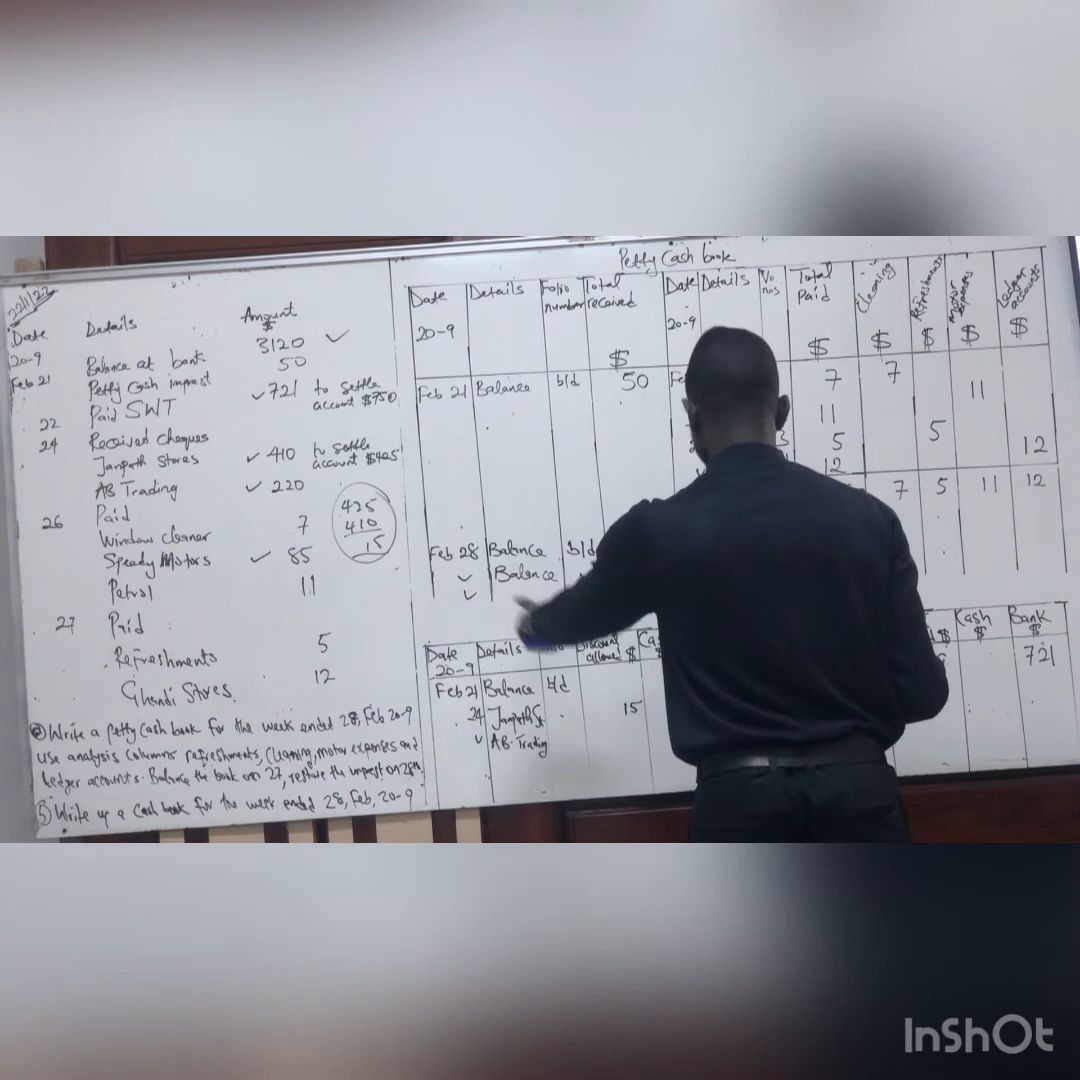 22/11/23
Date Details Amount
$
20-9 Balance at bank 3120 ✓
Feb 21 Petty Cash imprest 50
22 Paid SWT ✓ 721 to settle account $750
24 Received cheques
Janpath Stores ✓ 410 to settle account $425
AB Trading ✓ 220
26 Paid
Window cleaner 7
Speedy Motors ✓ 85
Petrol 11
27 Paid
Refreshments 5
Ghandi Stores 12
425
410
15
(a) Write a Petty cash book for the week ended 28, Feb 20-9
use analysis columns refreshments, cleaning, motor expenses and
ledger accounts. Balance the book on 27, restore the imprest on 28th.
(b) Write up a cash book for the week ended 28, Feb, 20-9
Petty Cash book
Date Details Folio number Total received Date Details Vo nos Total Paid Cleaning Refreshments Motor expenses Ledger accounts
20-9 20-9
$ $ $ $ $ $
Feb 21 Balance b/d 50 7 7
11 11
5 5
12 12
7 5 11 12
Feb 28 Balance b/d
✓ Balance
✓
Date Details Discount allowed $ Cash $ Bank $
20-9
Feb 21 Balance b/d 721
24 Janpath St 15
✓ AB. Trading
InShOt